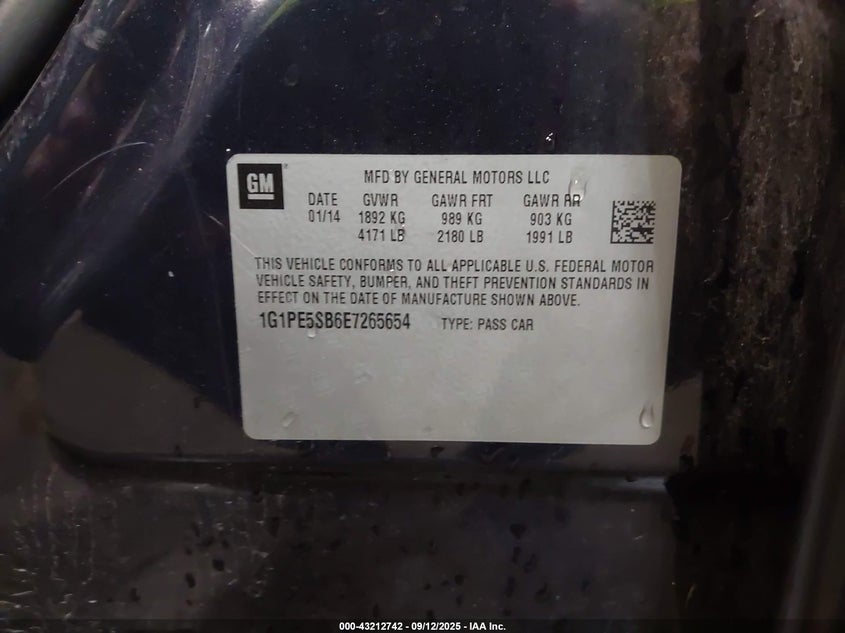 GM ® MFD BY GENERAL MOTORS LLC
DATE GVWR GAWR FRT GAWR RR
01/14 1892 KG 989 KG 903 KG
4171 LB 2180 LB 1991 LB
THIS VEHICLE CONFORMS TO ALL APPLICABLE U.S. FEDERAL MOTOR
VEHICLE SAFETY, BUMPER, AND THEFT PREVENTION STANDARDS IN
EFFECT ON THE DATE OF MANUFACTURE SHOWN ABOVE.
1G1PE5SB6E7265654 TYPE: PASS CAR
000-43212742 - 09/12/2025 - IAA Inc.